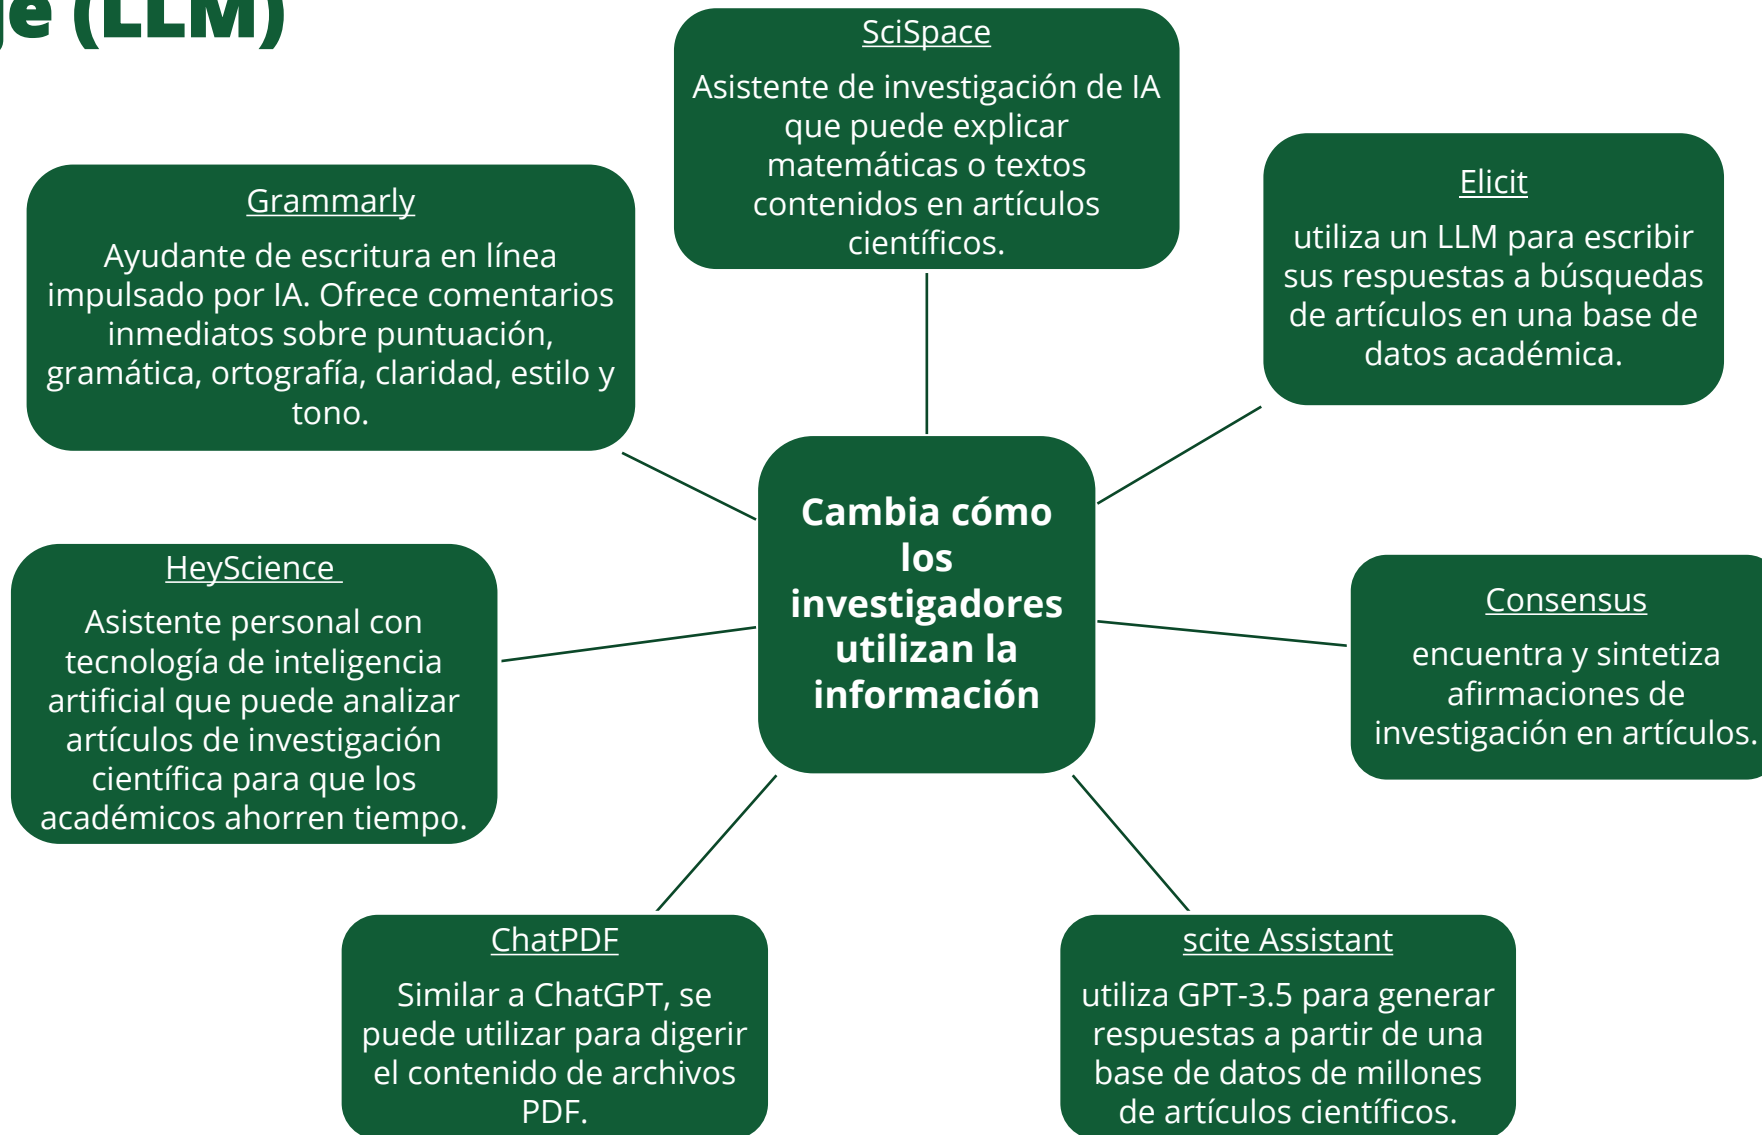 ge (LLM)
SciSpace
Asistente de investigación de IA
que puede explicar
matemáticas o textos
contenidos en artículos
científicos.
Elicit
utiliza un LLM para escribir
sus respuestas a búsquedas
de artículos en una base de
datos académica.
Grammarly
Ayudante de escritura en línea
impulsado por IA. Ofrece comentarios
inmediatos sobre puntuación,
gramática, ortografía, claridad, estilo y
tono.
Cambia cómo
los
investigadores
utilizan la
información
HeyScience
Asistente personal con
tecnología de inteligencia
artificial que puede analizar
artículos de investigación
científica para que los
académicos ahorren tiempo.
Consensus
encuentra y sintetiza
afirmaciones de
investigación en artículos.
ChatPDF
Similar a ChatGPT, se
puede utilizar para digerir
el contenido de archivos
PDF.
scite Assistant
utiliza GPT-3.5 para generar
respuestas a partir de una
base de datos de millones
de artículos científicos.